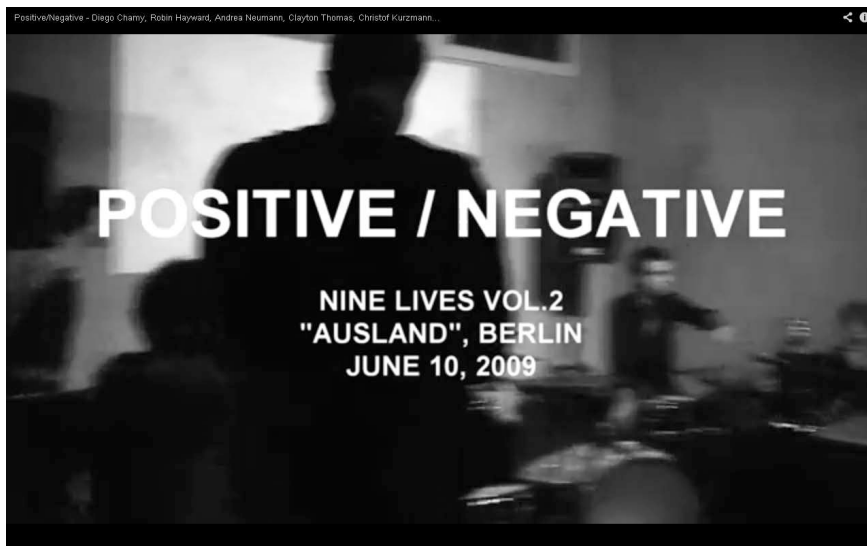 Positive/Negative - Diego Chamy, Robin Hayward, Andrea Neumann, Clayton Thomas, Christof Kurzmann...
POSITIVE / NEGATIVE
NINE LIVES VOL.2
"AUSLAND", BERLIN
JUNE 10, 2009